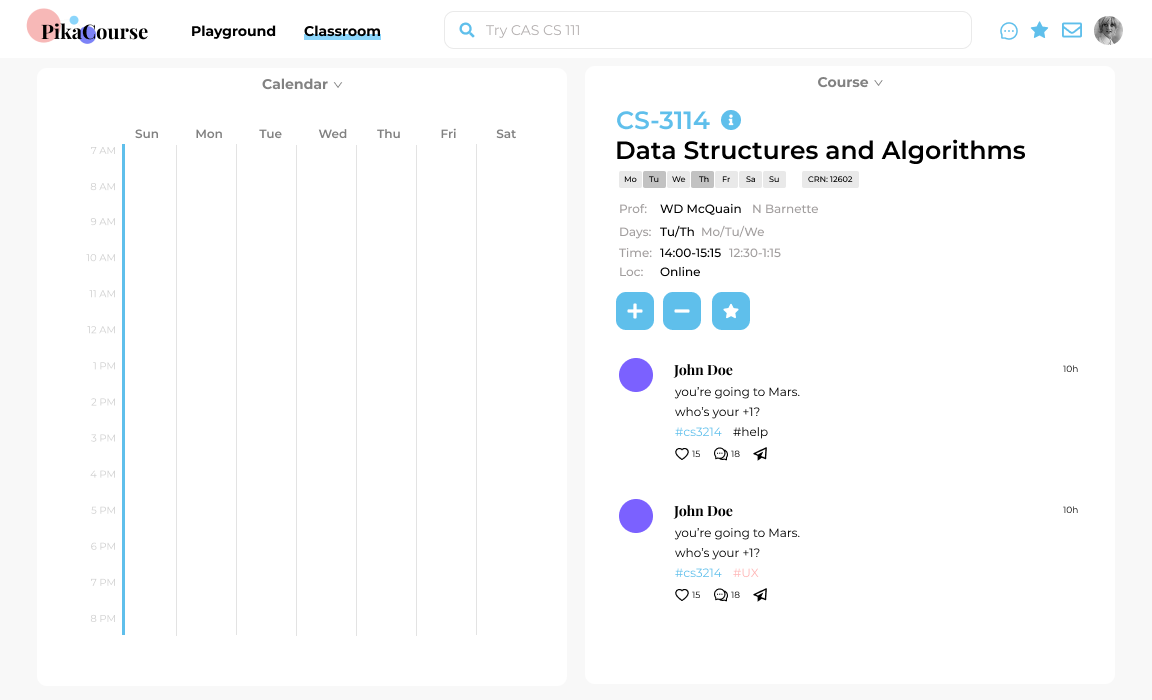 PikaCourse Playground Classroom Try CAS CS 111
Calendar
Sun Mon Tue Wed Thu Fri Sat
7 AM
8 AM
9 AM
10 AM
11 AM
12 AM
1 PM
2 PM
3 PM
4 PM
5 PM
6 PM
7 PM
8 PM
Course
CS-3114
Data Structures and Algorithms
Mo Tu We Th Fr Sa Su CRN: 12602
Prof: WD McQuain N Barnette
Days: Tu/Th Mo/Tu/We
Time: 14:00-15:15 12:30-1:15
Loc: Online
John Doe 10h
you’re going to Mars.
who’s your +1?
#cs3214 #help
15 18
John Doe 10h
you’re going to Mars.
who’s your +1?
#cs3214 #UX
15 18